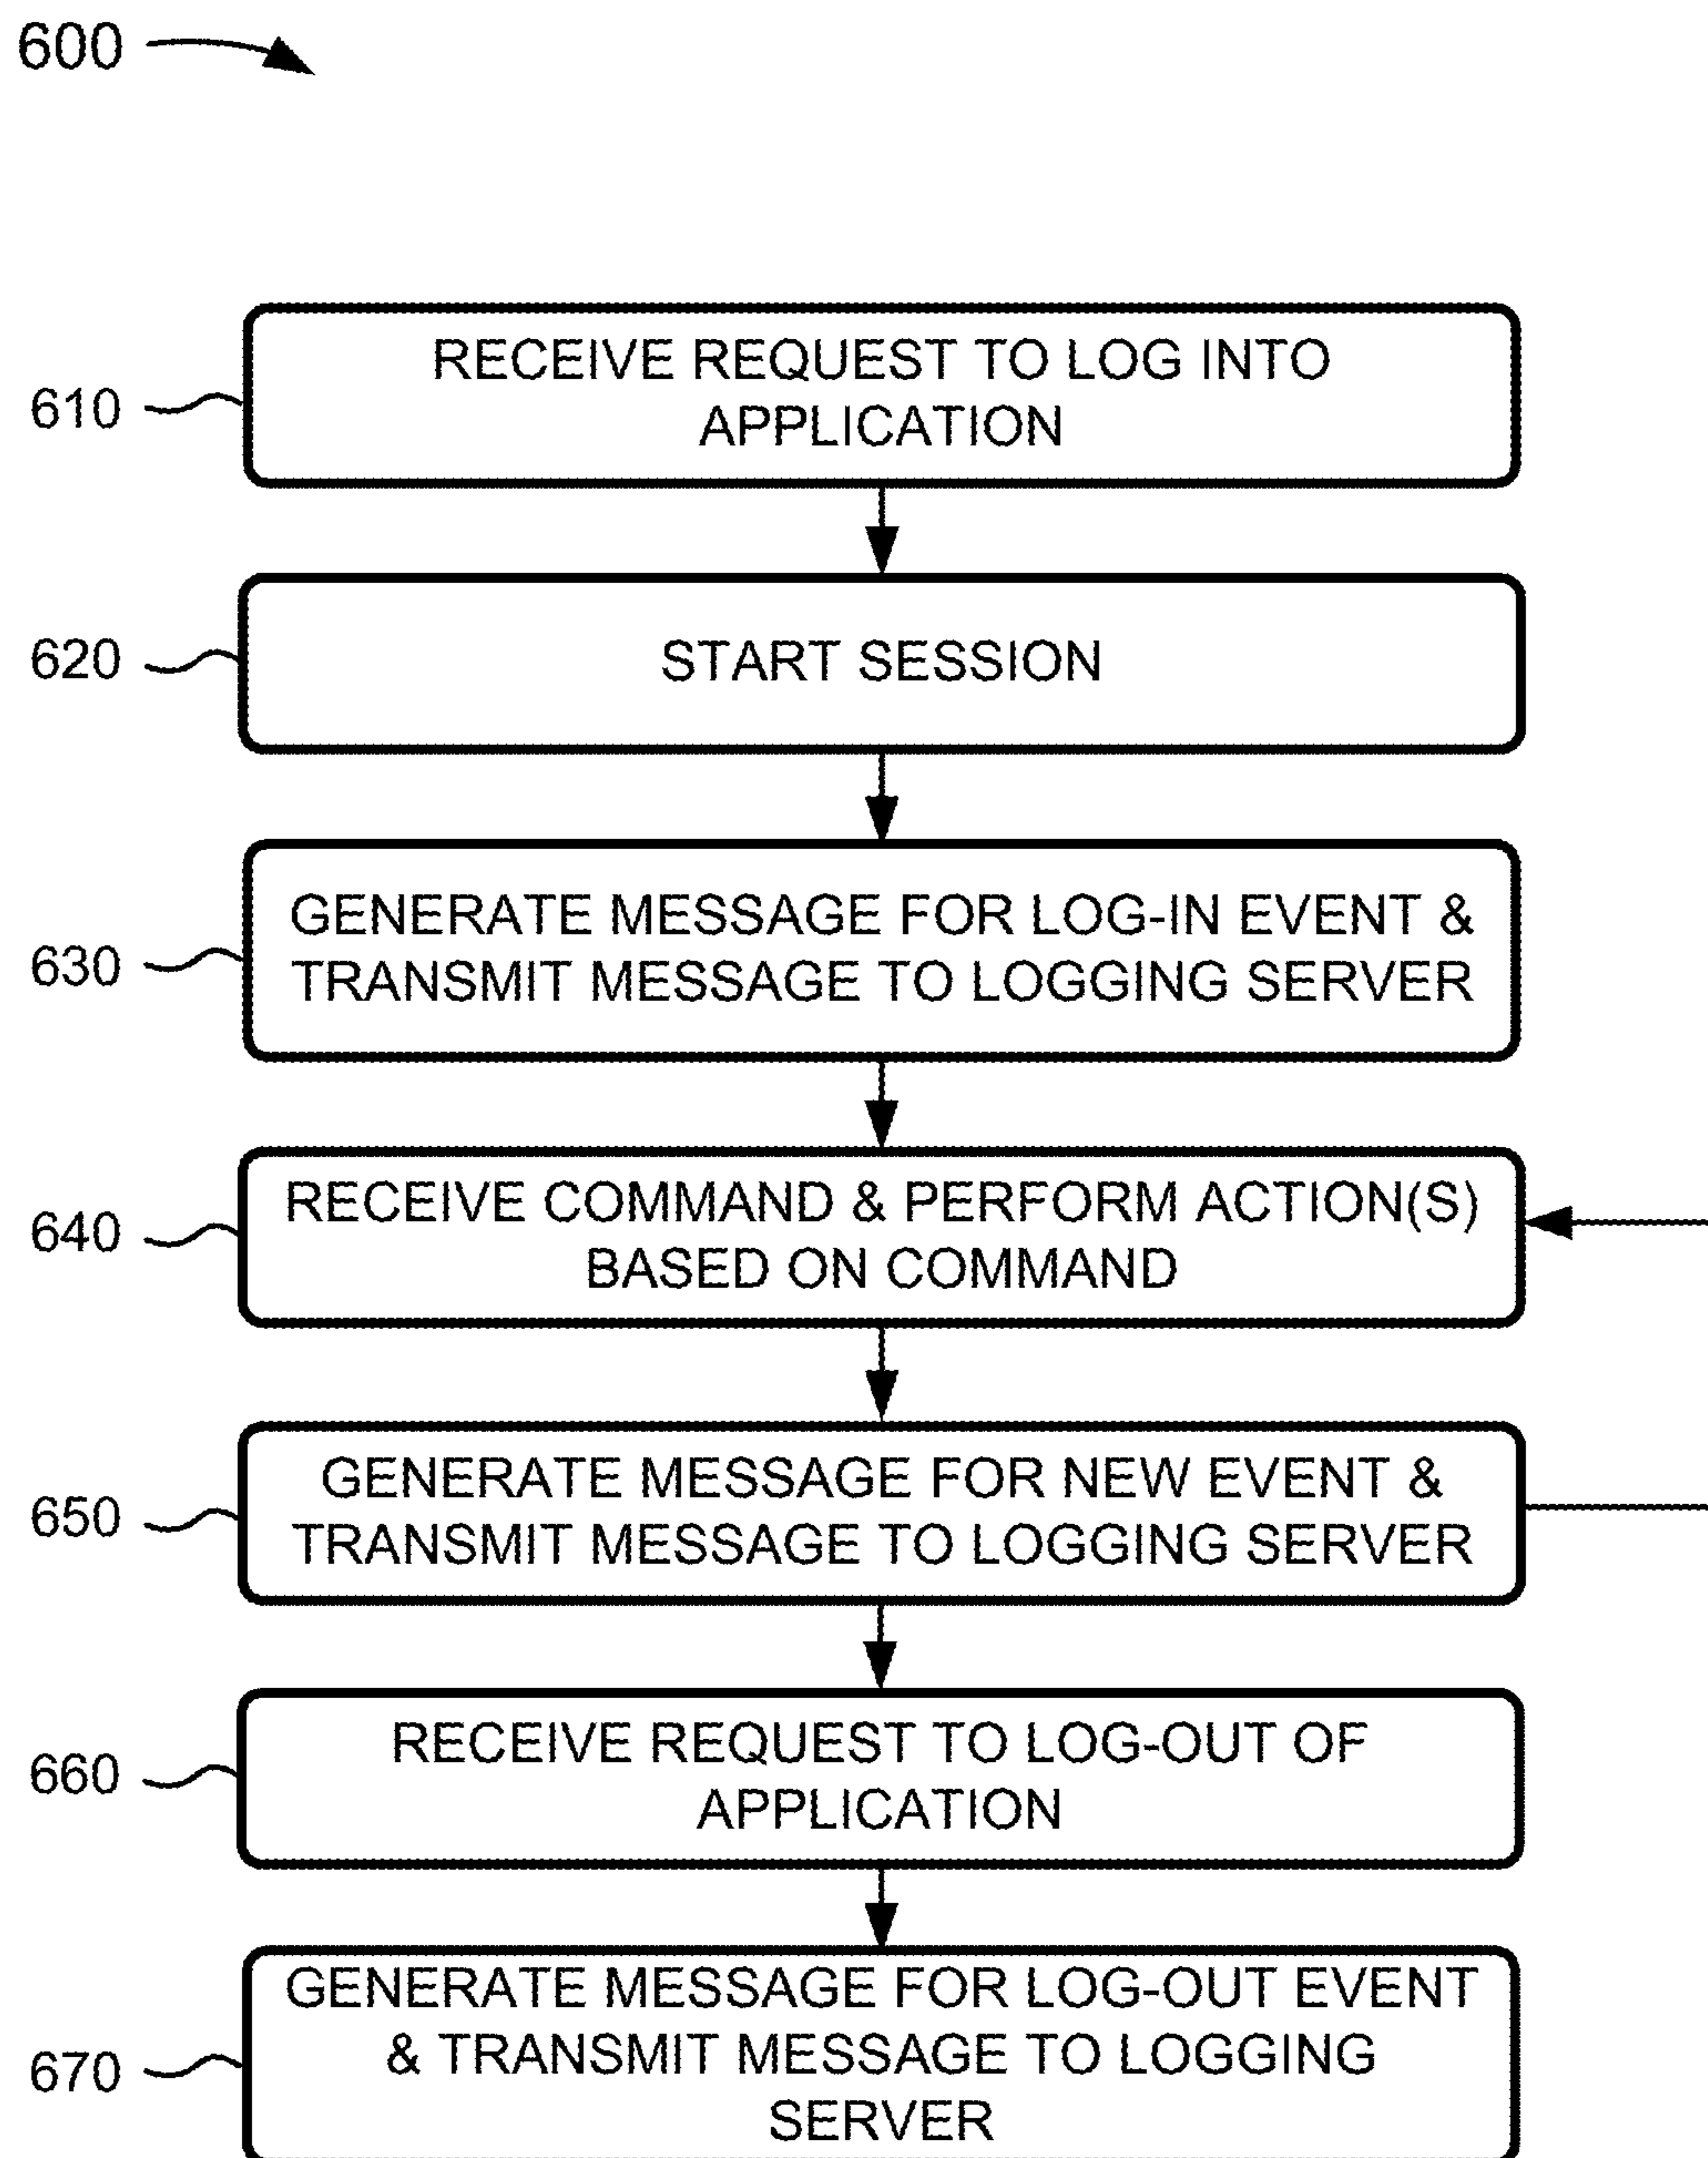 600
610
RECEIVE REQUEST TO LOG INTO
APPLICATION
620
START SESSION
630
GENERATE MESSAGE FOR LOG-IN EVENT &
TRANSMIT MESSAGE TO LOGGING SERVER
640
RECEIVE COMMAND & PERFORM ACTION(S)
BASED ON COMMAND
650
GENERATE MESSAGE FOR NEW EVENT &
TRANSMIT MESSAGE TO LOGGING SERVER
660
RECEIVE REQUEST TO LOG-OUT OF
APPLICATION
670
GENERATE MESSAGE FOR LOG-OUT EVENT
& TRANSMIT MESSAGE TO LOGGING
SERVER